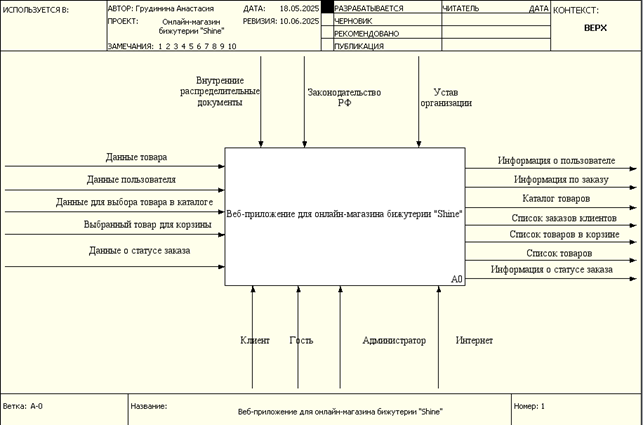 ИСПОЛЬЗУЕТСЯ В:
АВТОР: Грудинина Анастасия
ДАТА: 18.05.2025
РАЗРАБАТЫВАЕТСЯ
ЧИТАТЕЛЬ
ДАТА
КОНТЕКСТ:
ПРОЕКТ: Онлайн-магазин
бижутерии "Shine"
РЕВИЗИЯ: 10.06.2025
ЧЕРНОВИК
ВЕРХ
РЕКОМЕНДОВАНО
ЗАМЕЧАНИЯ: 1 2 3 4 5 6 7 8 9 10
ПУБЛИКАЦИЯ
Внутренние
распределительные
документы
Законодательство
РФ
Устав
организации
Данные товара
Данные пользователя
Данные для выбора товара в каталоге
Выбранный товар для корзины
Данные о статусе заказа
Веб-приложение для онлайн-магазина бижутерии "Shine"
A0
Информация о пользователе
Информация по заказу
Каталог товаров
Список заказов клиентов
Список товаров в корзине
Список товаров
Информация о статусе заказа
Клиент
Гость
Администратор
Интернет
Ветка: A-0
Название:
Веб-приложение для онлайн-магазина бижутерии "Shine"
Номер: 1